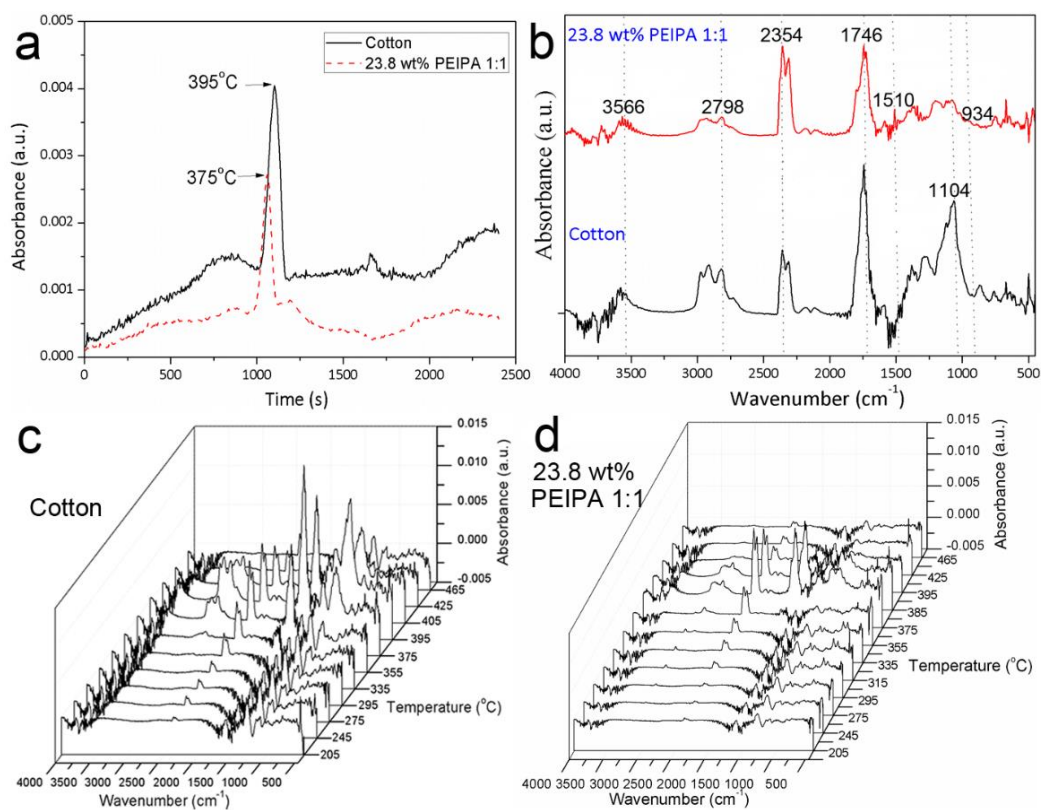 a
0.005
0.004
0.003
0.002
0.001
0.000
Absorbance (a.u.)
Cotton
23.8 wt% PEIPA 1:1
395°C
375°C
0 500 1000 1500 2000 2500
Time (s)
b
23.8 wt% PEIPA 1:1
2354
1746
3566
2798
1510
934
1104
Cotton
Absorbance (a.u.)
4000 3500 3000 2500 2000 1500 1000 500
Wavenumber (cm-1)
c
Cotton
0.015
0.010
0.005
0.000
-0.005
Absorbance (a.u.)
465
425
405
395
375
355
335
295
275
245
205
Temperature (°C)
4000 3500 3000 2500 2000 1500 1000 500
Wavenumber (cm-1)
d
23.8 wt%
PEIPA 1:1
0.015
0.010
0.005
0.000
-0.005
Absorbance (a.u.)
465
425
395
385
375
355
335
315
295
275
245
205
Temperature (°C)
4000 3500 3000 2500 2000 1500 1000 500
Wavenumber (cm-1)